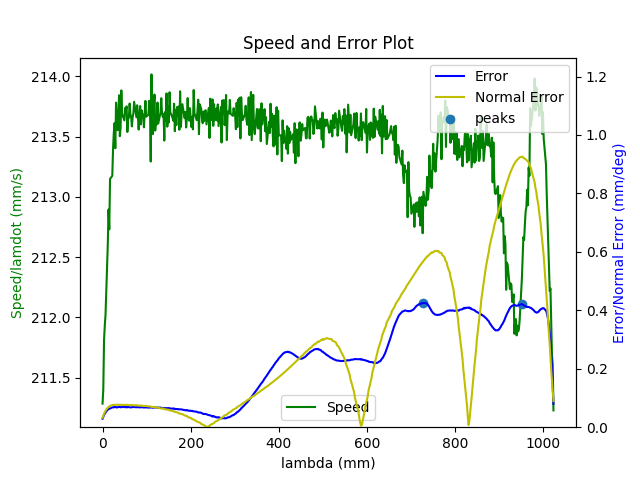 Speed and Error Plot
Error
Normal Error
peaks
Speed
Speed/lamdot (mm/s)
214.0
213.5
213.0
212.5
212.0
211.5
1.2
1.0
0.8
0.6
0.4
0.2
0.0
Error/Normal Error (mm/deg)
0
200
400
600
800
1000
lambda (mm)